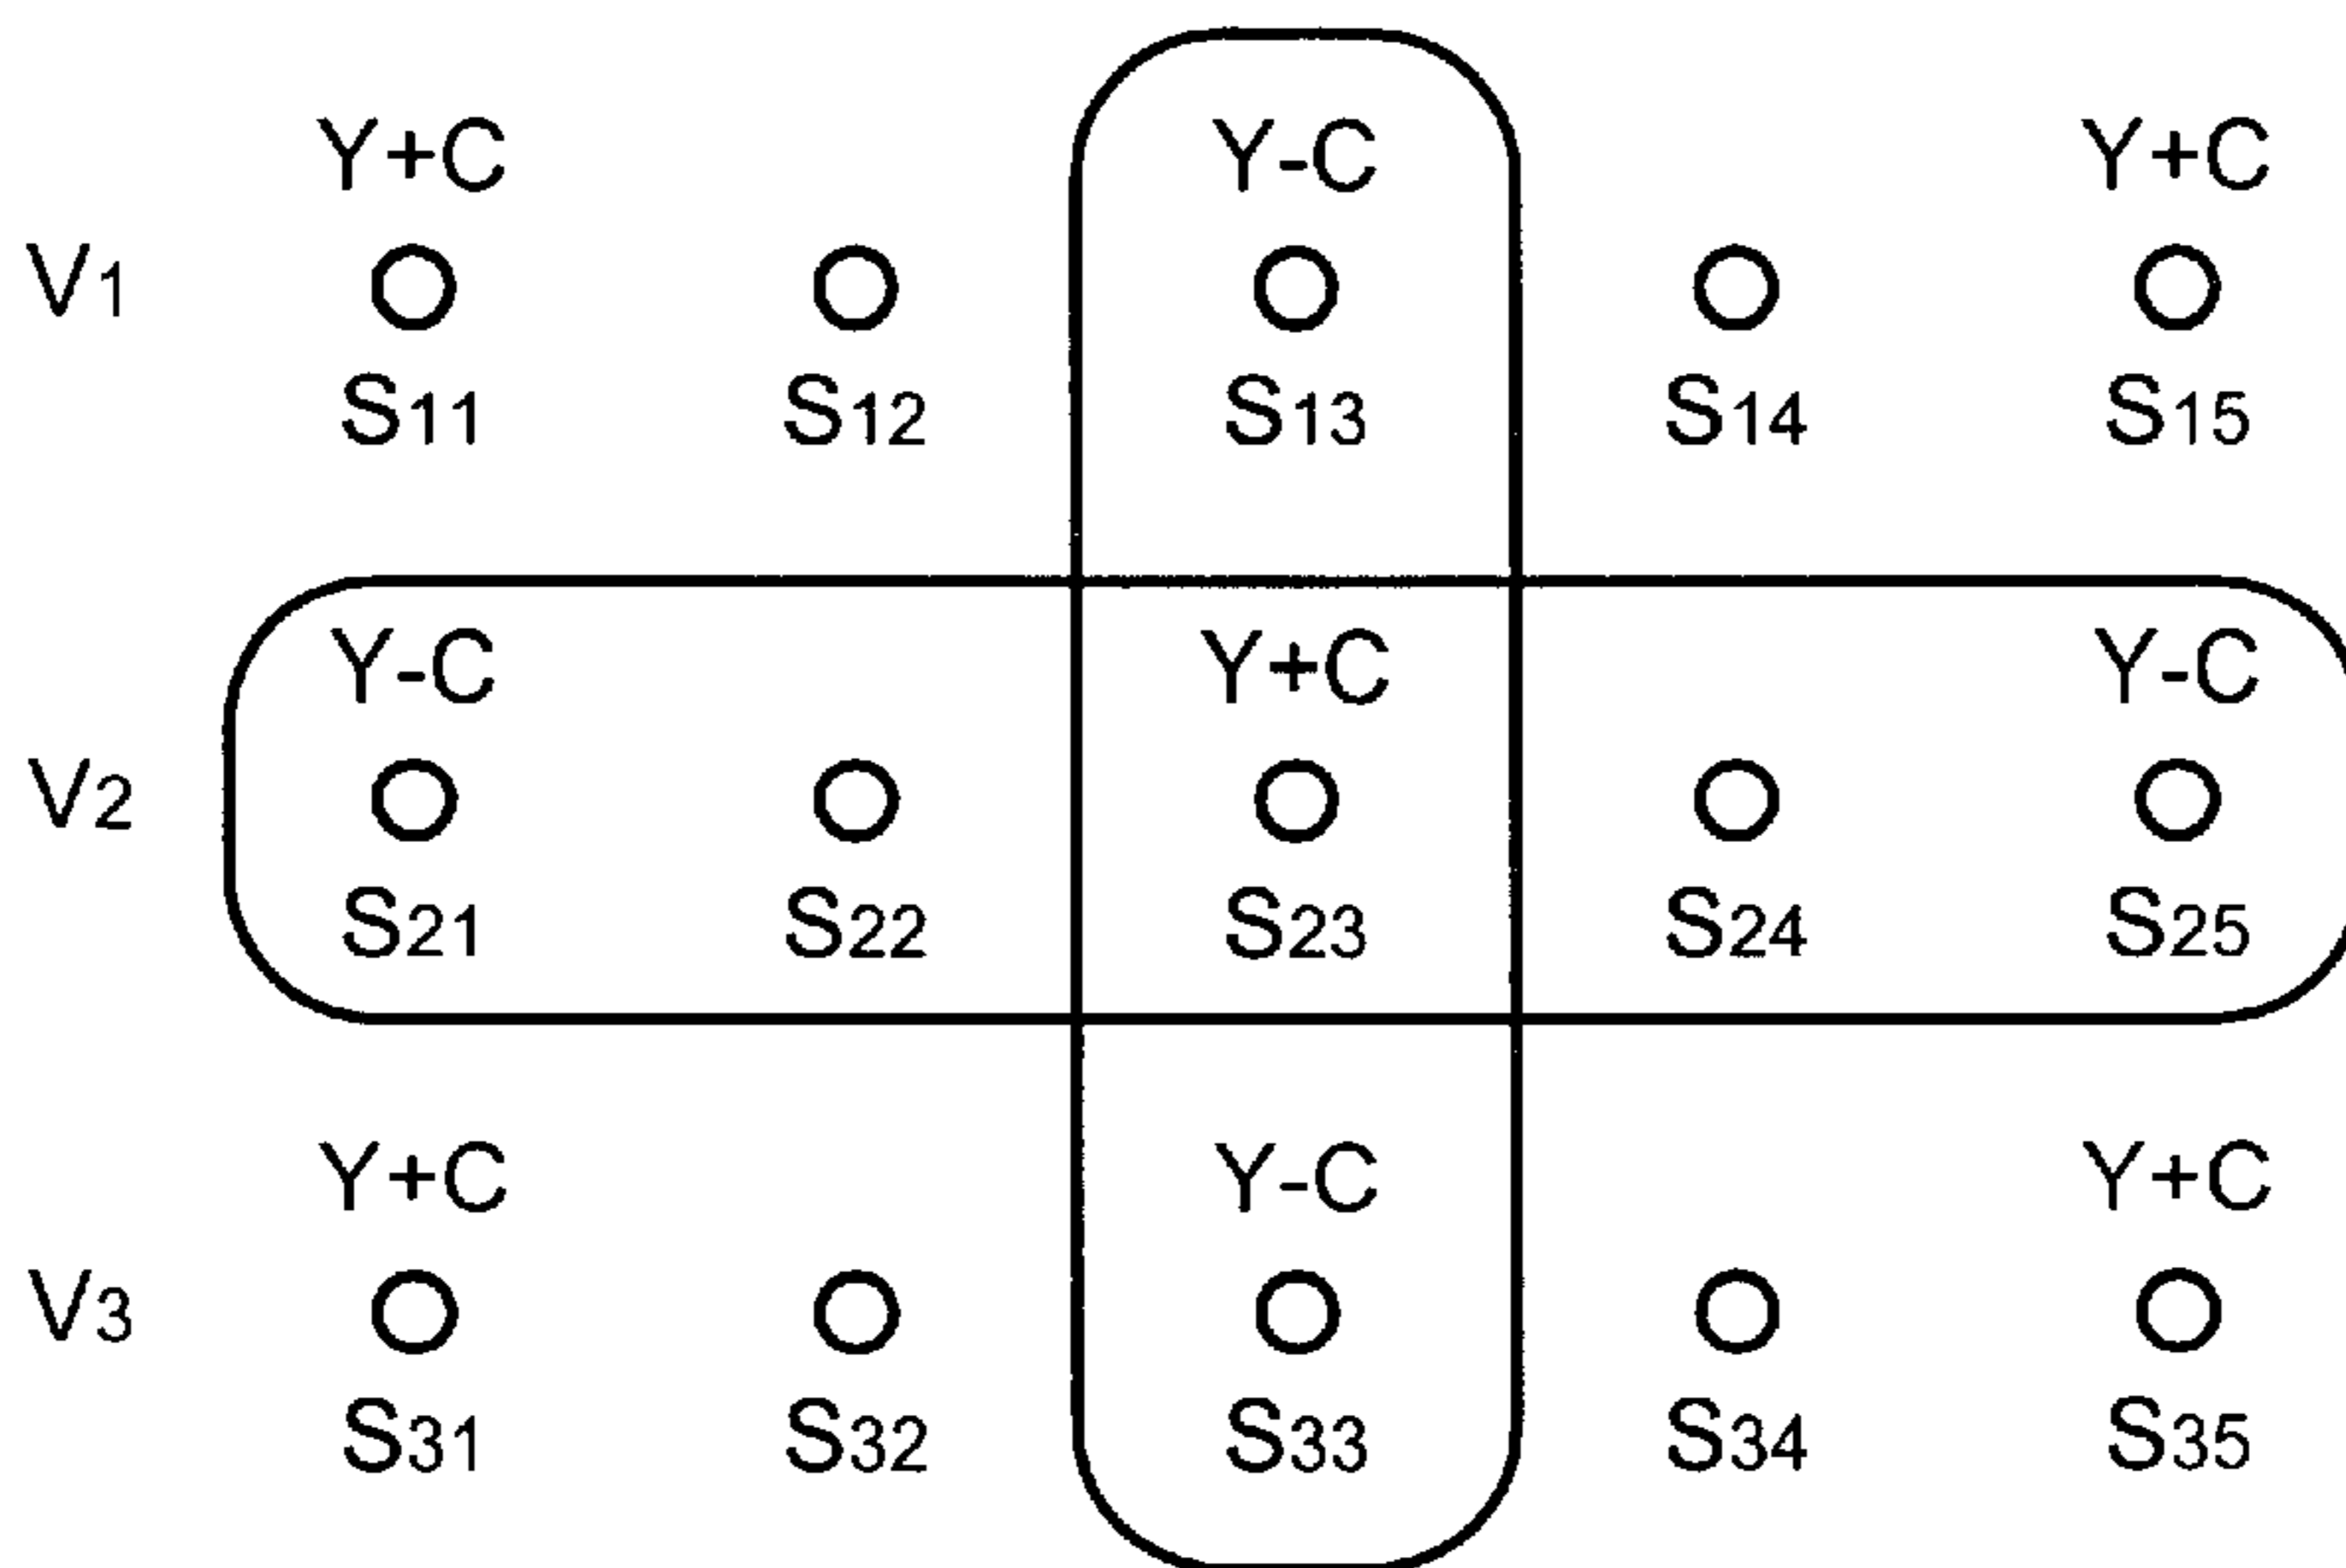 Y+C Y-C Y+C
V1
S11 S12 S13 S14 S15
Y-C Y+C Y-C
V2
S21 S22 S23 S24 S25
Y+C Y-C Y+C
V3
S31 S32 S33 S34 S35